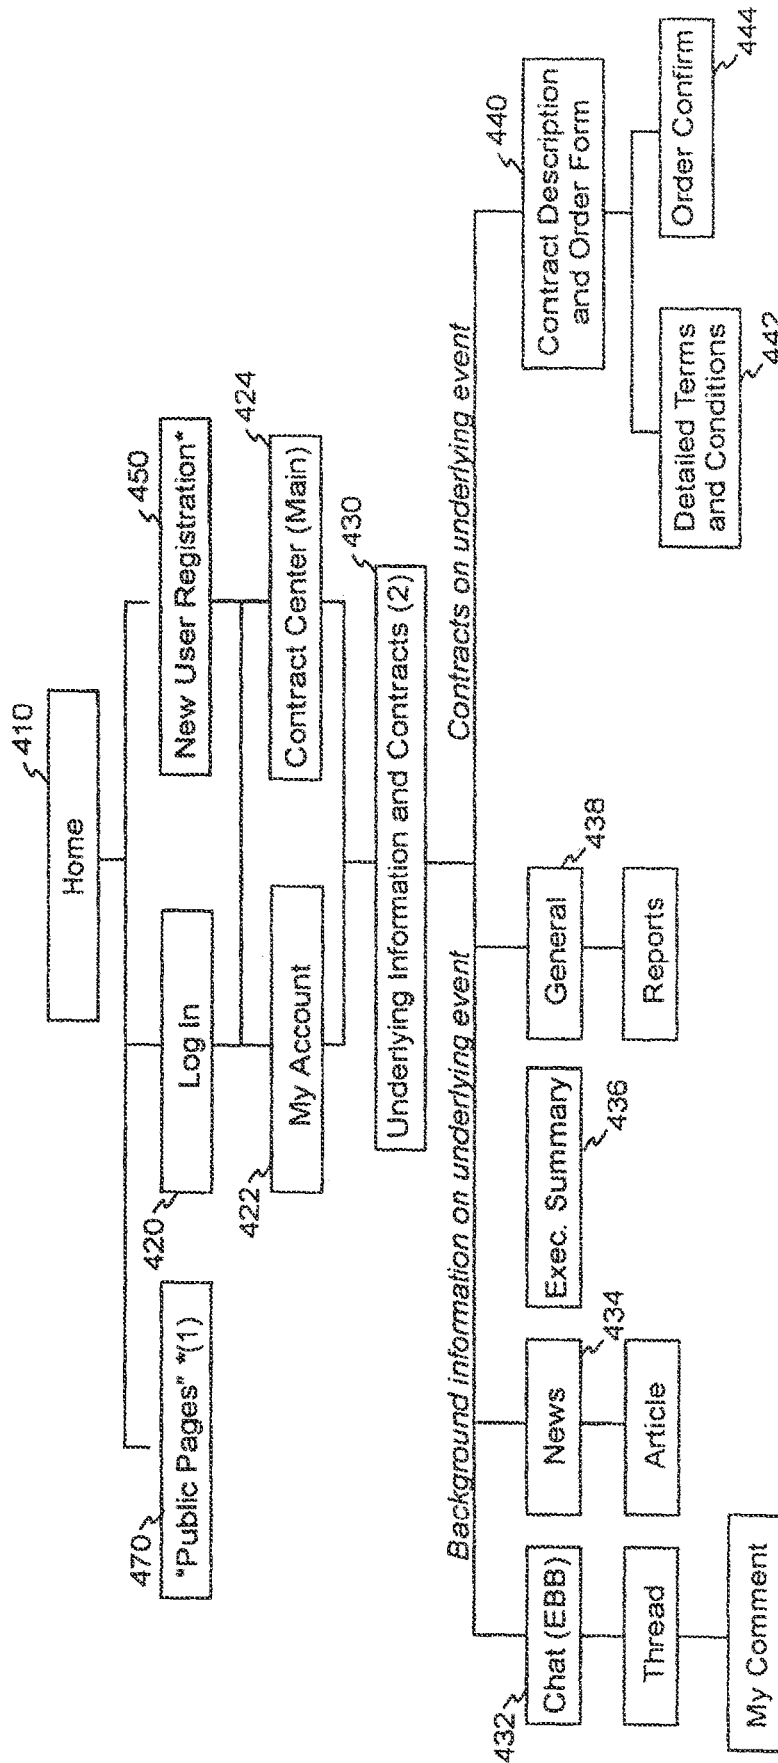 410
Home
470
"Public Pages" *(1)
420
Log In
450
New User Registration*
422
My Account
424
Contract Center (Main)
430
Underlying Information and Contracts (2)
Background information on underlying event
Contracts on underlying event
432
Chat (EBB)
Thread
My Comment
News
434
Article
Exec. Summary
436
General
438
Reports
440
Contract Description
and Order Form
Detailed Terms
and Conditions
442
Order Confirm
444